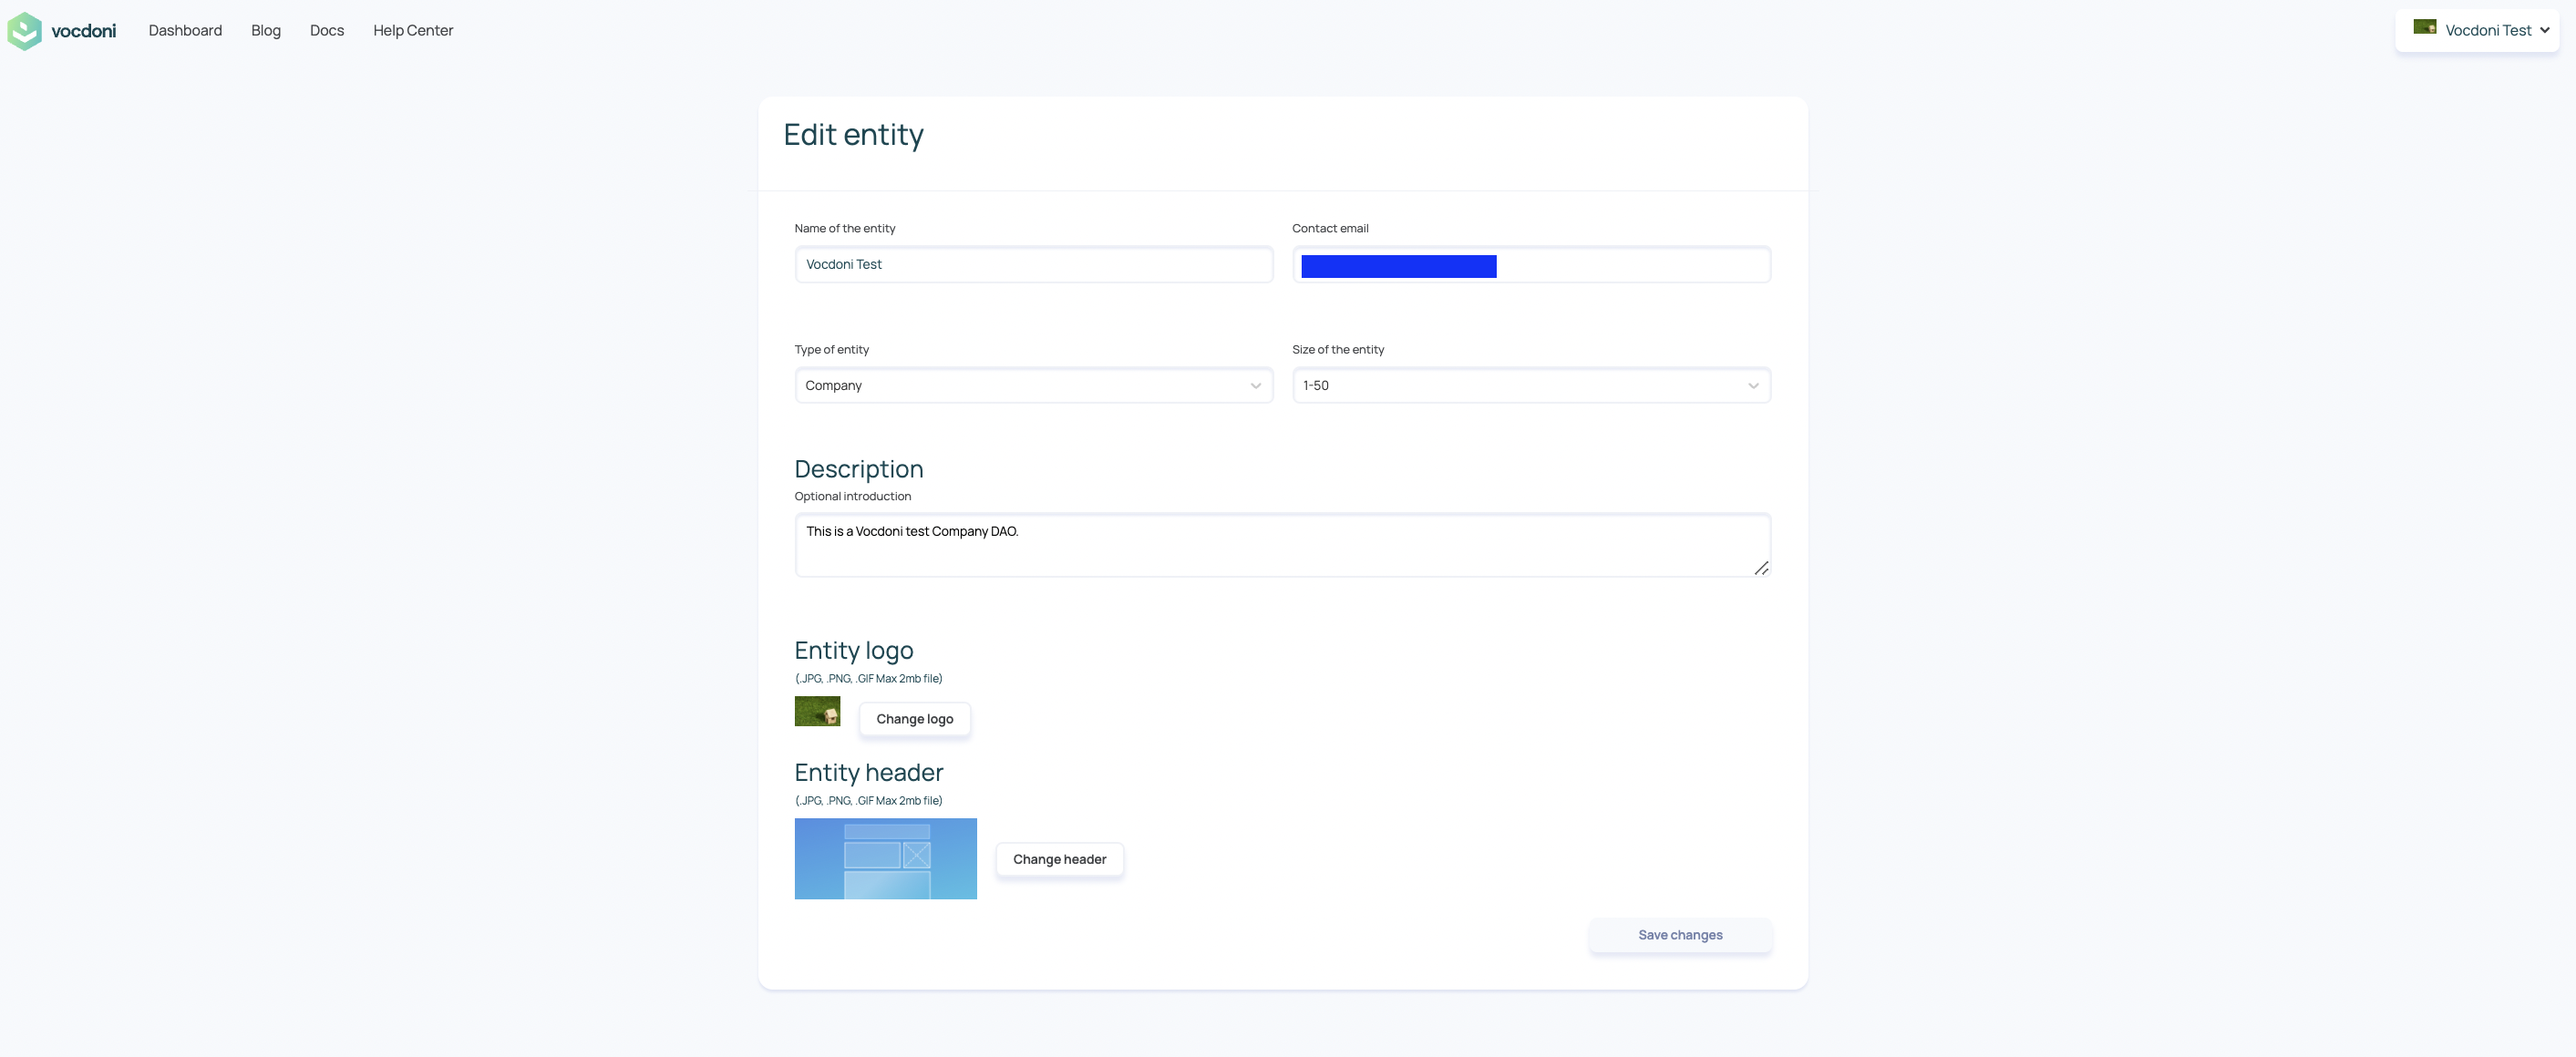 vocdoni Dashboard Blog Docs Help Center Vocdoni Test
Edit entity
Name of the entity
Vocdoni Test
Contact email
Type of entity
Company
Size of the entity
1-50
Description
Optional introduction
This is a Vocdoni test Company DAO.
Entity logo
(.JPG, .PNG, .GIF Max 2mb file)
Change logo
Entity header
(.JPG, .PNG, .GIF Max 2mb file)
Change header
Save changes